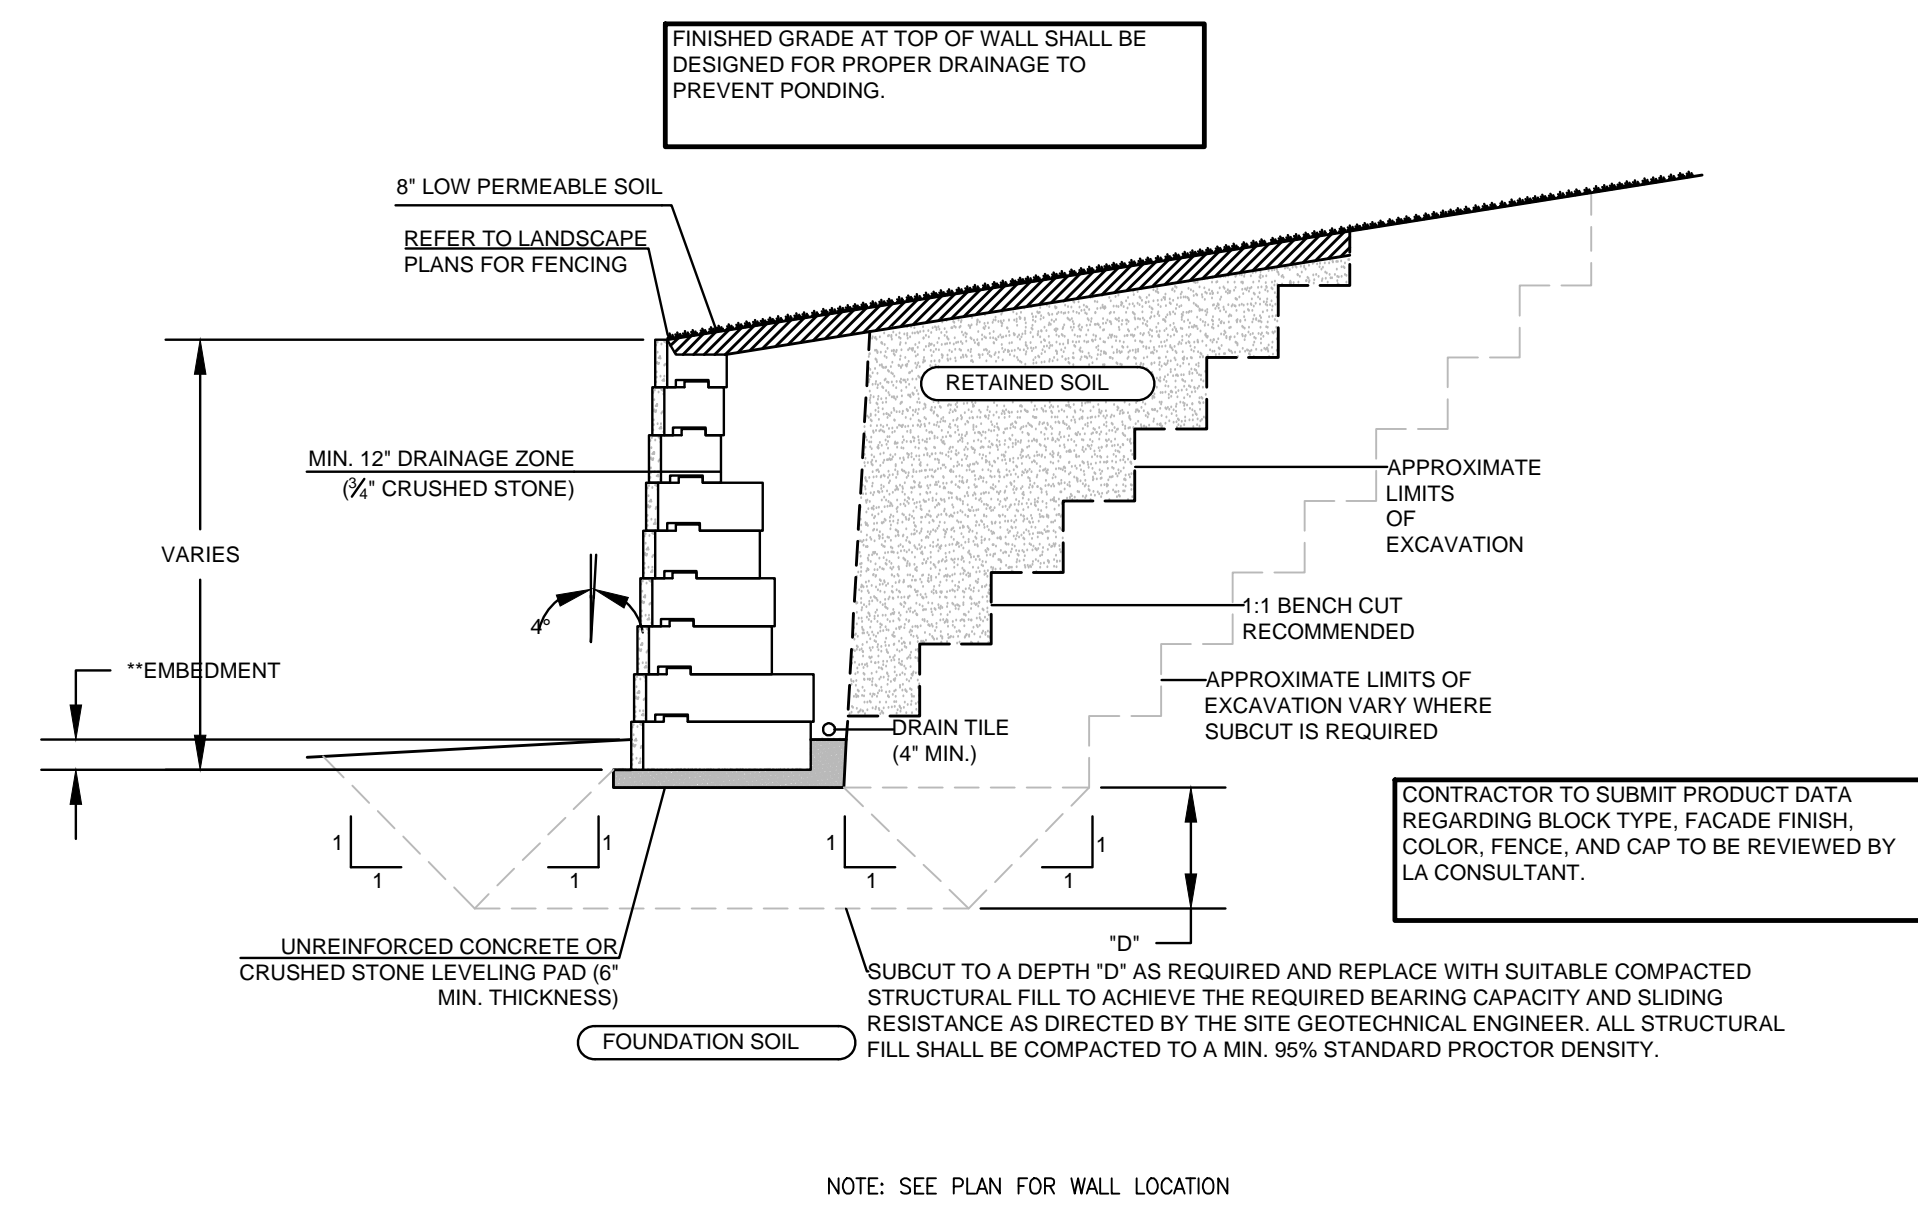 FINISHED GRADE AT TOP OF WALL SHALL BE
DESIGNED FOR PROPER DRAINAGE TO
PREVENT PONDING.
8" LOW PERMEABLE SOIL
REFER TO LANDSCAPE
PLANS FOR FENCING
RETAINED SOIL
MIN. 12" DRAINAGE ZONE
(¾" CRUSHED STONE)
APPROXIMATE
LIMITS
OF
EXCAVATION
VARIES
1:1 BENCH CUT
RECOMMENDED
4°
**EMBEDMENT
APPROXIMATE LIMITS OF
EXCAVATION VARY WHERE
SUBCUT IS REQUIRED
DRAIN TILE
(4" MIN.)
CONTRACTOR TO SUBMIT PRODUCT DATA
REGARDING BLOCK TYPE, FACADE FINISH,
COLOR, FENCE, AND CAP TO BE REVIEWED BY
LA CONSULTANT.
1
1
1
1
1
1
1
1
UNREINFORCED CONCRETE OR
CRUSHED STONE LEVELING PAD (6"
MIN. THICKNESS)
"D"
SUBCUT TO A DEPTH "D" AS REQUIRED AND REPLACE WITH SUITABLE COMPACTED
STRUCTURAL FILL TO ACHIEVE THE REQUIRED BEARING CAPACITY AND SLIDING
RESISTANCE AS DIRECTED BY THE SITE GEOTECHNICAL ENGINEER. ALL STRUCTURAL
FILL SHALL BE COMPACTED TO A MIN. 95% STANDARD PROCTOR DENSITY.
FOUNDATION SOIL
NOTE: SEE PLAN FOR WALL LOCATION